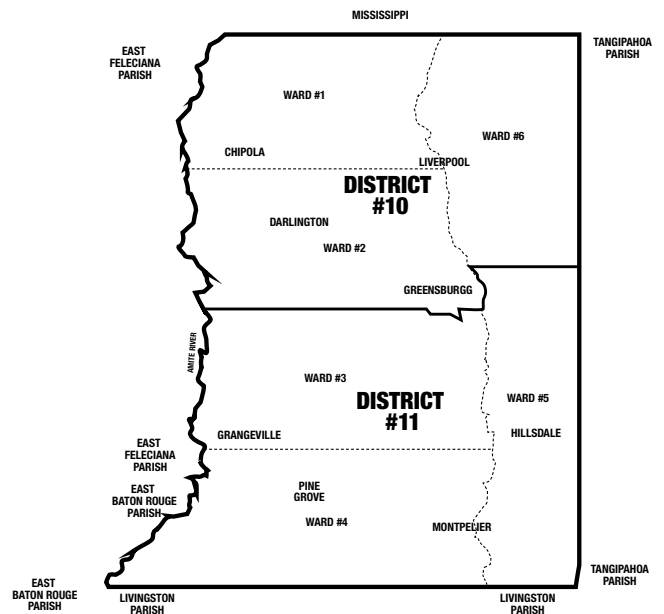 MISSISSIPPI
EAST
FELECIANA
PARISH
TANGIPAHOA
PARISH
WARD #1
WARD #6
CHIPOLA
LIVERPOOL
DISTRICT
#10
DARLINGTON
WARD #2
GREENSBURGG
AMITE RIVER
WARD #3
DISTRICT
#11
WARD #5
GRANGEVILLE
HILLSDALE
EAST
FELECIANA
PARISH
EAST
BATON ROUGE
PARISH
PINE
GROVE
WARD #4
MONTPELIER
EAST
BATON ROUGE
PARISH
LIVINGSTON
PARISH
LIVINGSTON
PARISH
TANGIPAHOA
PARISH